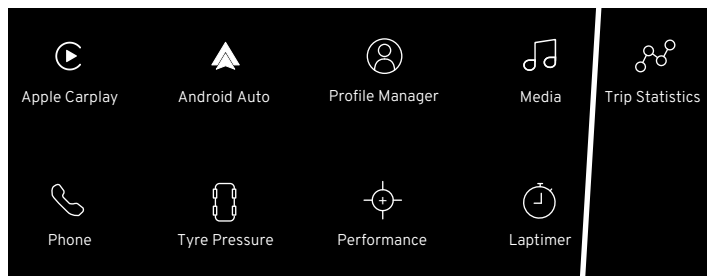 Apple Carplay
Android Auto
Profile Manager
Media
Trip Statistics
Phone
Tyre Pressure
Performance
Laptimer